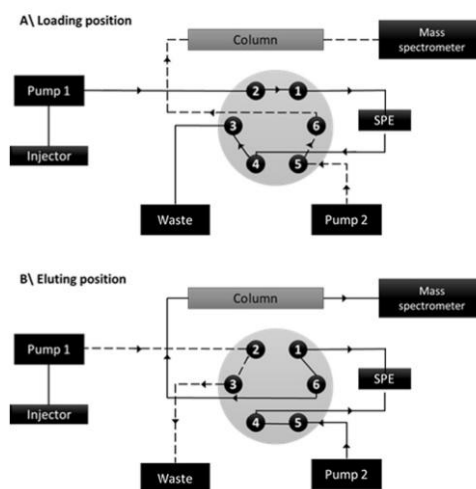 A\ Loading position
Column
Mass
spectrometer
Pump 1
2
1
SPE
3
6
Injector
4
5
Waste
Pump 2
B\ Eluting position
Column
Mass
spectrometer
Pump 1
2
1
SPE
3
6
Injector
4
5
Waste
Pump 2